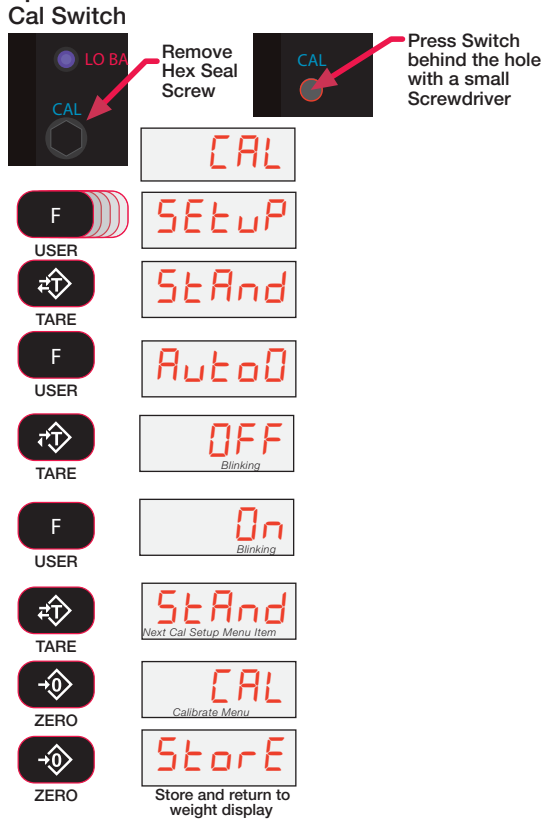 Cal Switch
LO BA
CAL
Remove
Hex Seal
Screw
CAL
Press Switch
behind the hole
with a small
Screwdriver
CAL
F
USER
SEtuP
T
TARE
StAnd
F
USER
Auto0
T
TARE
OFF
Blinking
F
USER
On
Blinking
T
TARE
StAnd
Next Cal Setup Menu Item
0
ZERO
CAL
Calibrate Menu
0
ZERO
StorE
Store and return to
weight display